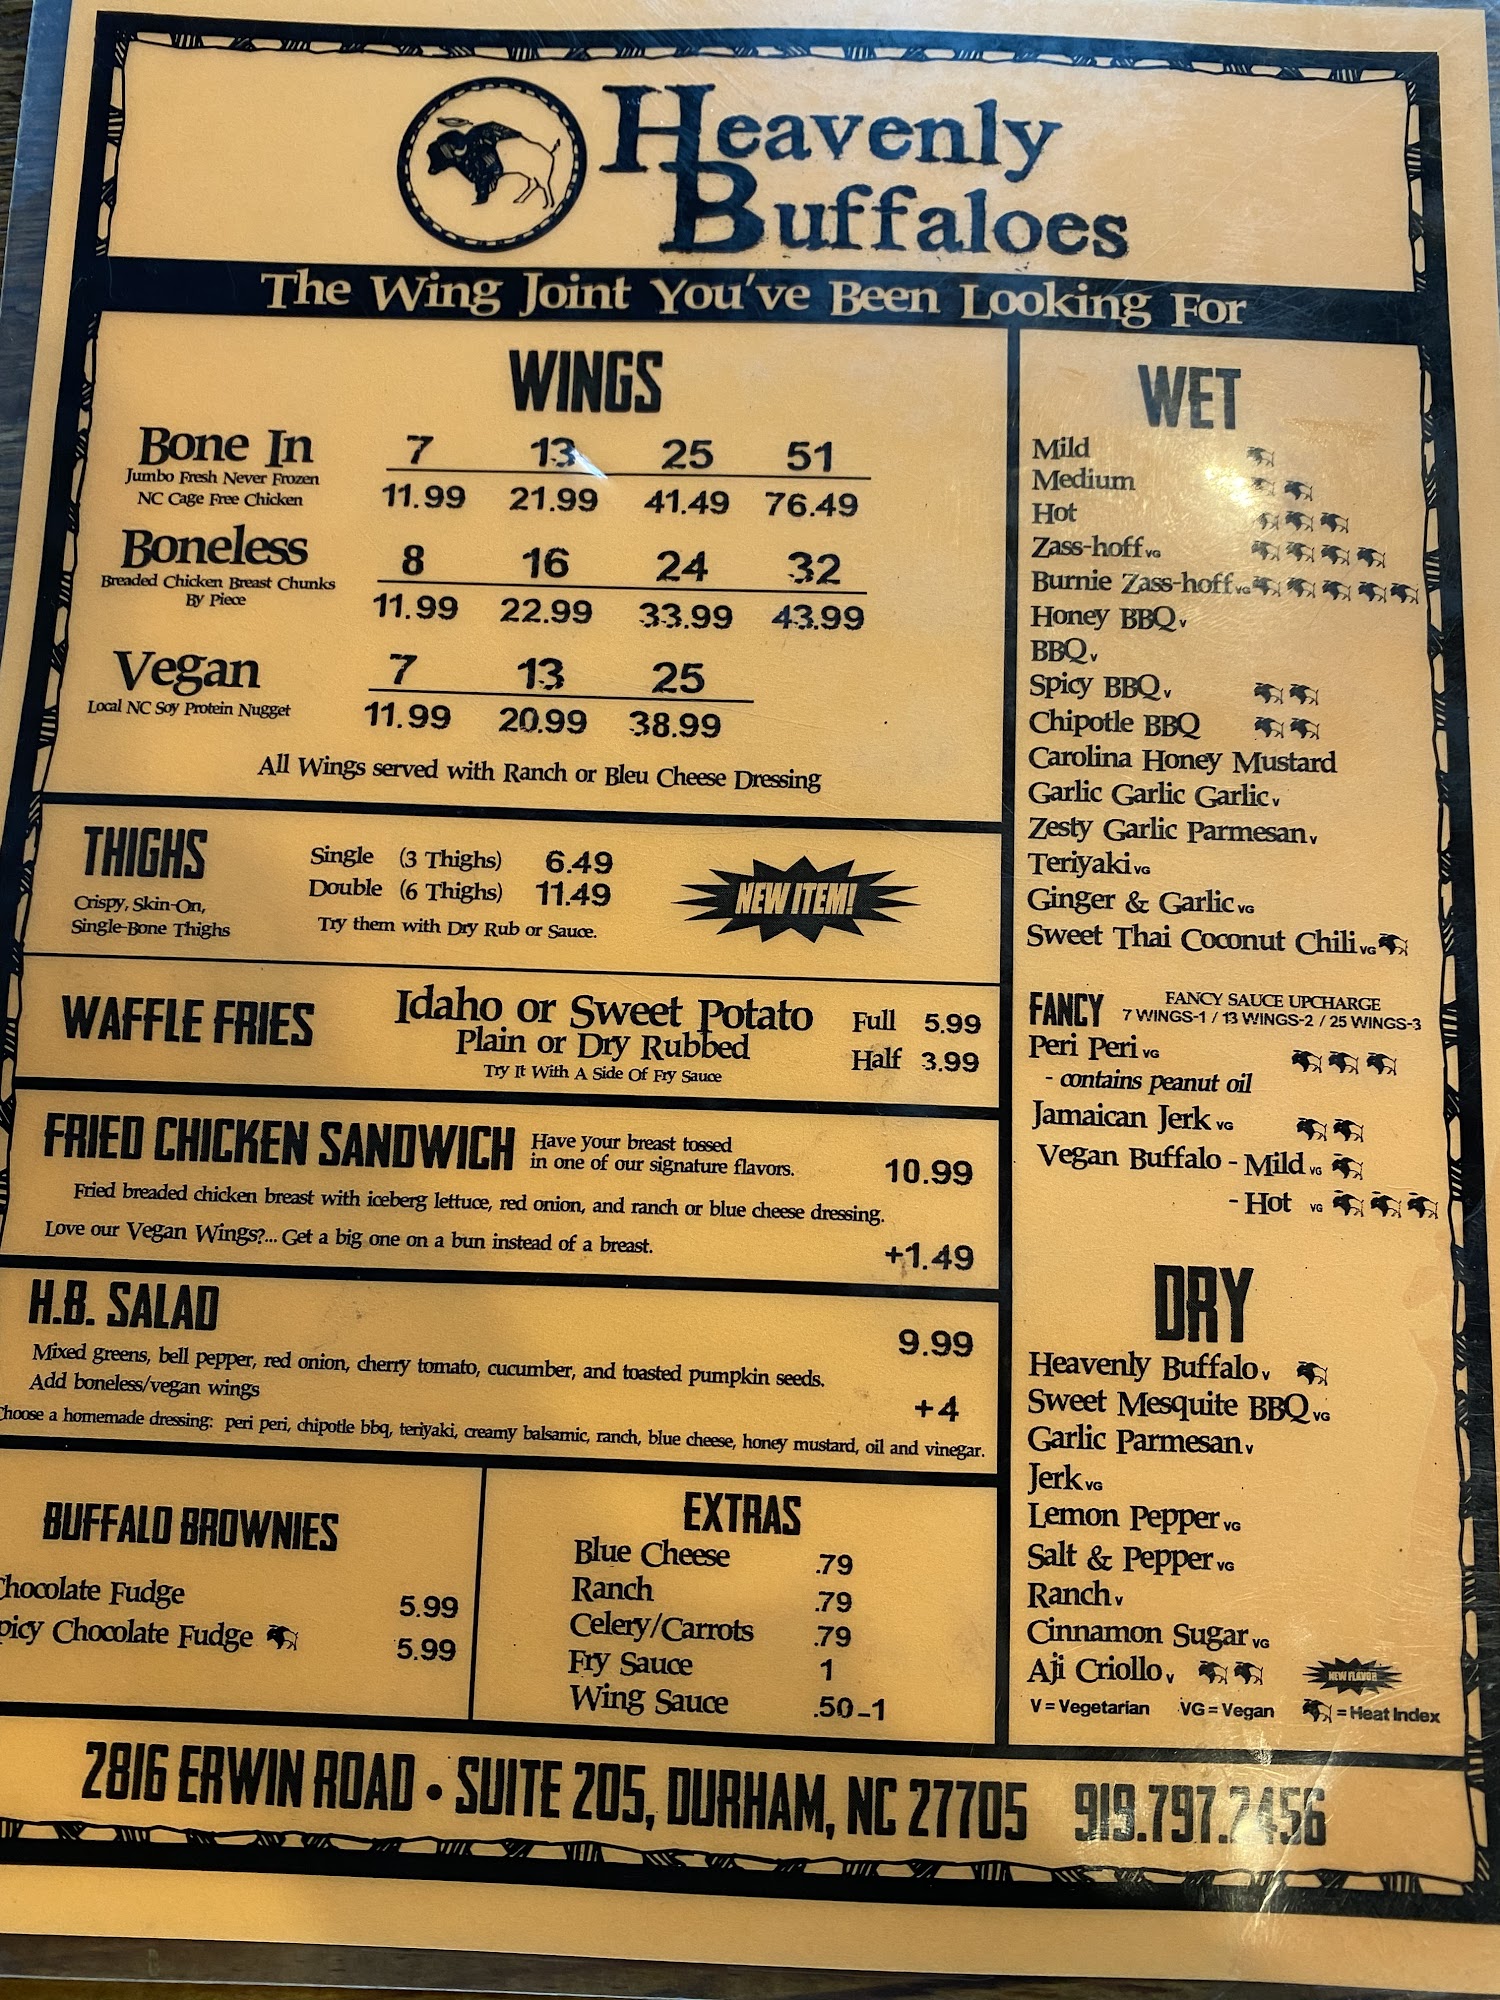 Heavenly
Buffaloes
The Wing Joint You've Been Looking For
WINGS
Bone In 7 13 25 51
Jumbo Fresh Never Frozen
NC Cage Free Chicken 11.99 21.99 41.49 76.49
Boneless 8 16 24 32
Breaded Chicken Breast Chunks
By Piece 11.99 22.99 33.99 43.99
Vegan 7 13 25
Local NC Soy Protein Nugget 11.99 20.99 38.99
All Wings served with Ranch or Bleu Cheese Dressing
THIGHS
Crispy, Skin-On,
Single-Bone Thighs
Single (3 Thighs) 6.49
Double (6 Thighs) 11.49
Try them with Dry Rub or Sauce.
NEW ITEM!
WAFFLE FRIES
Idaho or Sweet Potato
Plain or Dry Rubbed
Try It With A Side Of Fry Sauce
Full 5.99
Half 3.99
FRIED CHICKEN SANDWICH
Have your breast tossed
in one of our signature flavors. 10.99
Fried breaded chicken breast with iceberg lettuce, red onion, and ranch or blue cheese dressing.
Love our Vegan Wings?... Get a big one on a bun instead of a breast. +1.49
H.B. SALAD 9.99
Mixed greens, bell pepper, red onion, cherry tomato, cucumber, and toasted pumpkin seeds.
Add boneless/vegan wings +4
Choose a homemade dressing: peri peri, chipotle bbq, teriyaki, creamy balsamic, ranch, blue cheese, honey mustard, oil and vinegar.
BUFFALO BROWNIES
Chocolate Fudge 5.99
picy Chocolate Fudge 5.99
EXTRAS
Blue Cheese .79
Ranch .79
Celery/Carrots .79
Fry Sauce 1
Wing Sauce .50-1
WET
Mild
Medium
Hot
Zass-hoff VG
Burnie Zass-hoff VG
Honey BBQ V
BBQ V
Spicy BBQ V
Chipotle BBQ
Carolina Honey Mustard
Garlic Garlic Garlic V
Zesty Garlic Parmesan V
Teriyaki VG
Ginger & Garlic VG
Sweet Thai Coconut Chili VG
FANCY
FANCY SAUCE UPCHARGE
7 WINGS-1 / 13 WINGS-2 / 25 WINGS-3
Peri Peri VG
- contains peanut oil
Jamaican Jerk VG
Vegan Buffalo - Mild VG
- Hot VG
DRY
Heavenly Buffalo V
Sweet Mesquite BBQ VG
Garlic Parmesan V
Jerk VG
Lemon Pepper VG
Salt & Pepper VG
Ranch V
Cinnamon Sugar VG
Aji Criollo V NEW FLAVOR
V = Vegetarian VG = Vegan = Heat Index
2816 ERWIN ROAD • SUITE 205, DURHAM, NC 27705 919.797.2456